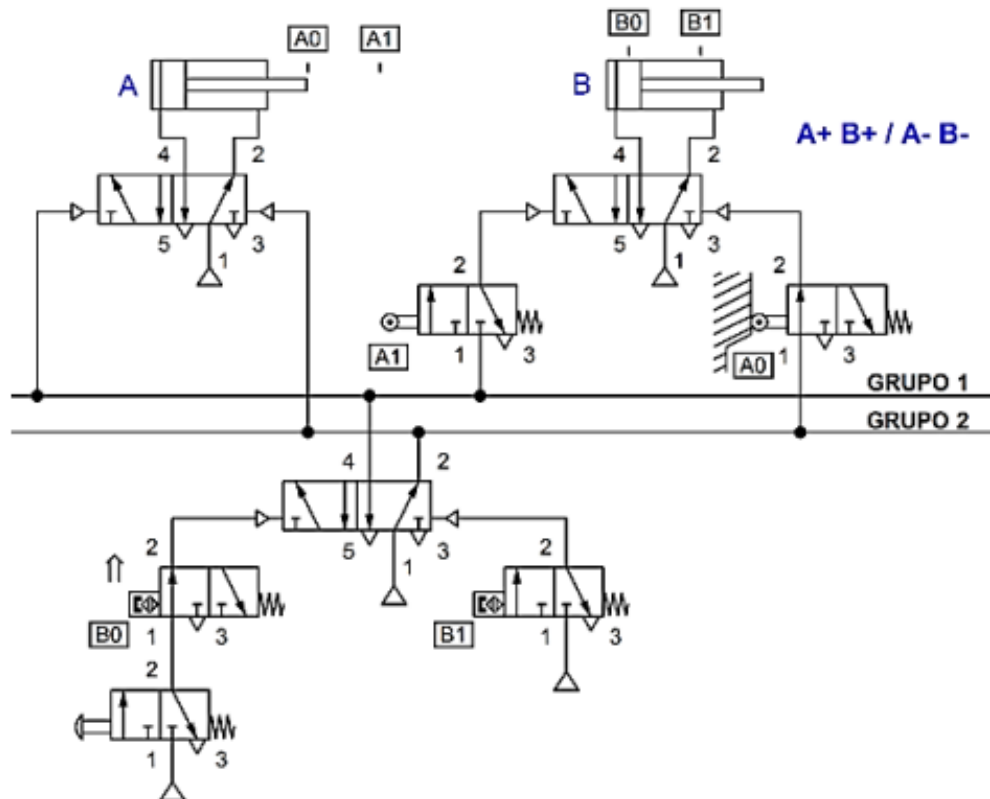 A0 A1 B0 B1
A B
A+ B+ / A- B-
4 2 4 2
5 1 3 5 1 3
2 2
A1 1 3 A0 1 3
GRUPO 1
GRUPO 2
4 2
5 1 3
2 2
B0 1 3 B1 1 3
2
1 3